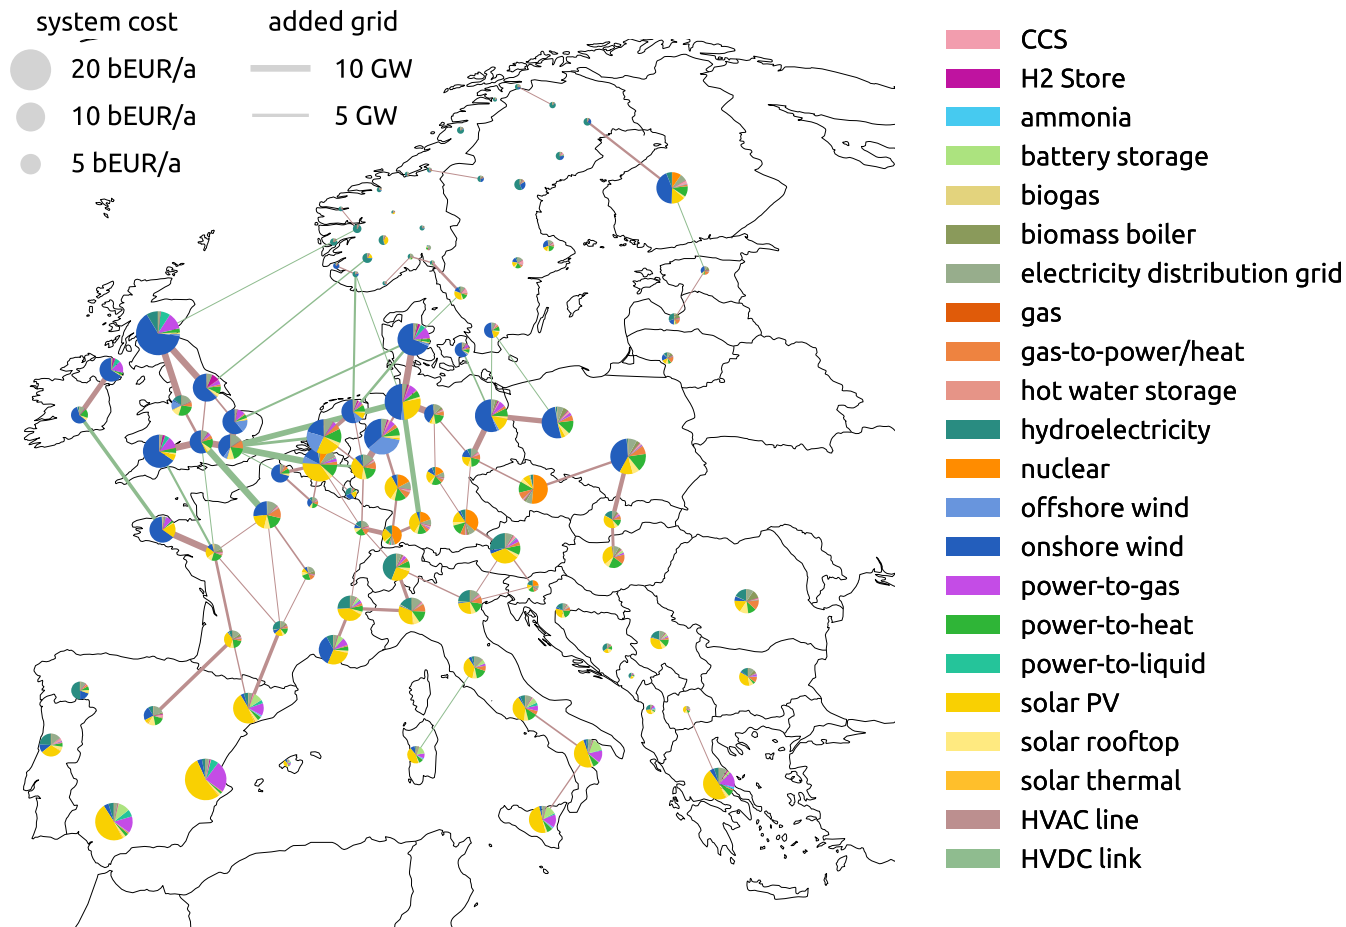 system cost
added grid
20 bEUR/a
10 GW
10 bEUR/a
5 GW
5 bEUR/a
CCS
H2 Store
ammonia
battery storage
biogas
biomass boiler
electricity distribution grid
gas
gas-to-power/heat
hot water storage
hydroelectricity
nuclear
offshore wind
onshore wind
power-to-gas
power-to-heat
power-to-liquid
solar PV
solar rooftop
solar thermal
HVAC line
HVDC link